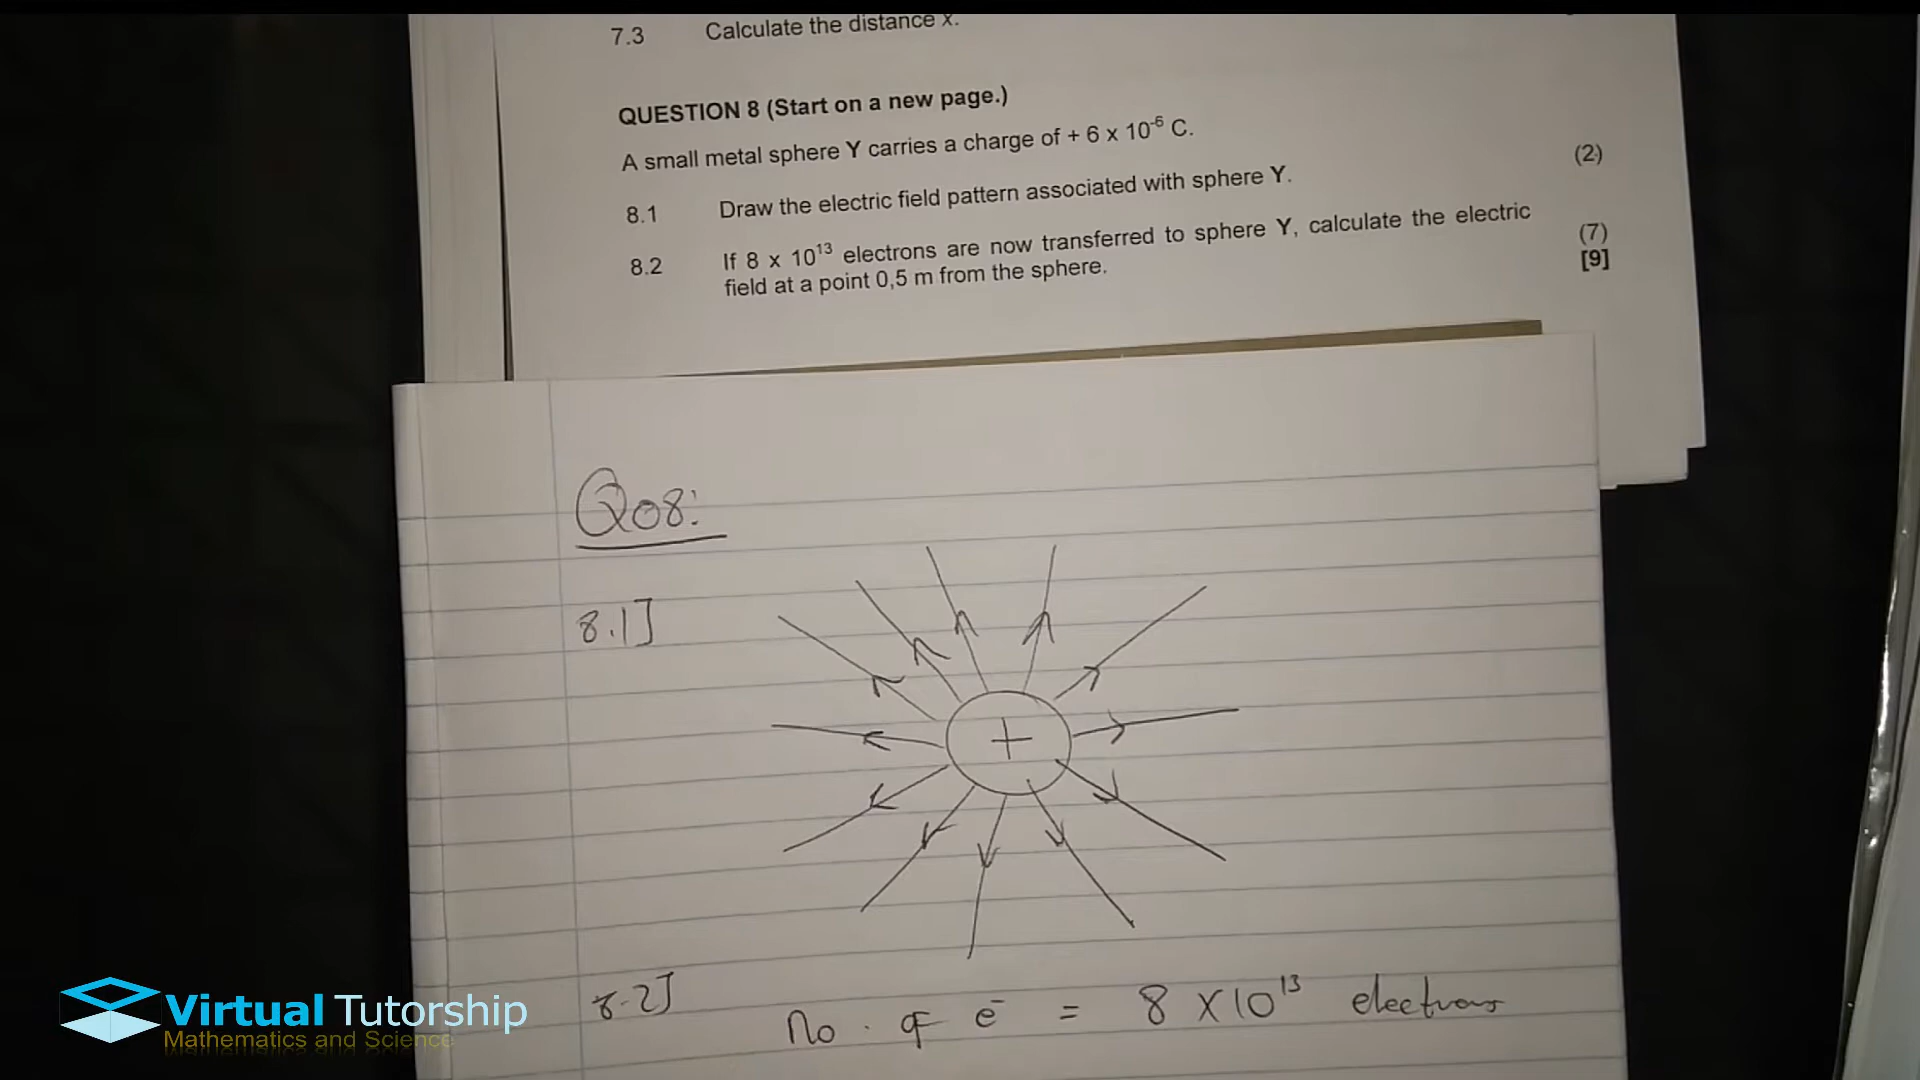 7.3 Calculate the distance x.
QUESTION 8 (Start on a new page.)
A small metal sphere Y carries a charge of + 6 x 10⁻⁶ C.
8.1 Draw the electric field pattern associated with sphere Y. (2)
8.2 If 8 x 10¹³ electrons are now transferred to sphere Y, calculate the electric
field at a point 0,5 m from the sphere. (7)
[9]
Q08:
8.1]
+
8.2] No. of e⁻ = 8 X 10¹³ electrons
Virtual Tutorship
Mathematics and Science